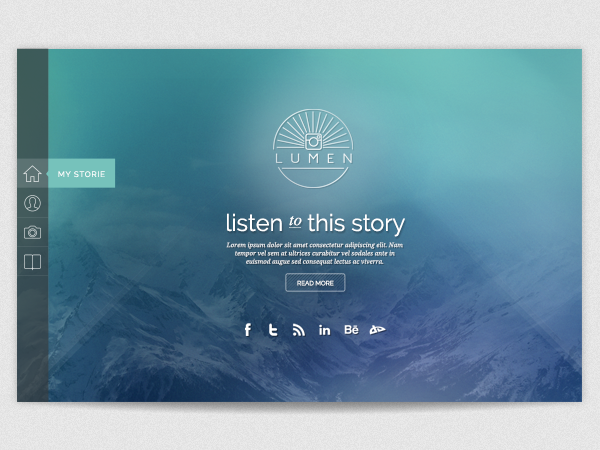 LUMEN
MY STORIE
listen to this story
Lorem ipsum dolor sit amet consectetur adipiscing elit. Nam
tempor vel sem at ultrices curabitur vel sodales ante in
euismod augue sed consequat lectus ac viverra.
READ MORE
in Bē